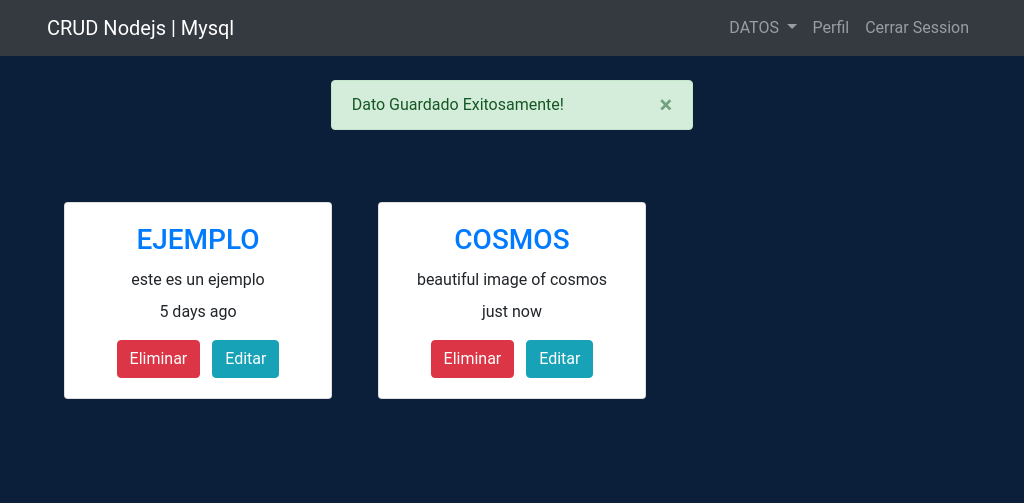 CRUD Nodejs | Mysql
DATOS Perfil Cerrar Session
Dato Guardado Exitosamente! ×
EJEMPLO
este es un ejemplo
5 days ago
Eliminar Editar
COSMOS
beautiful image of cosmos
just now
Eliminar Editar